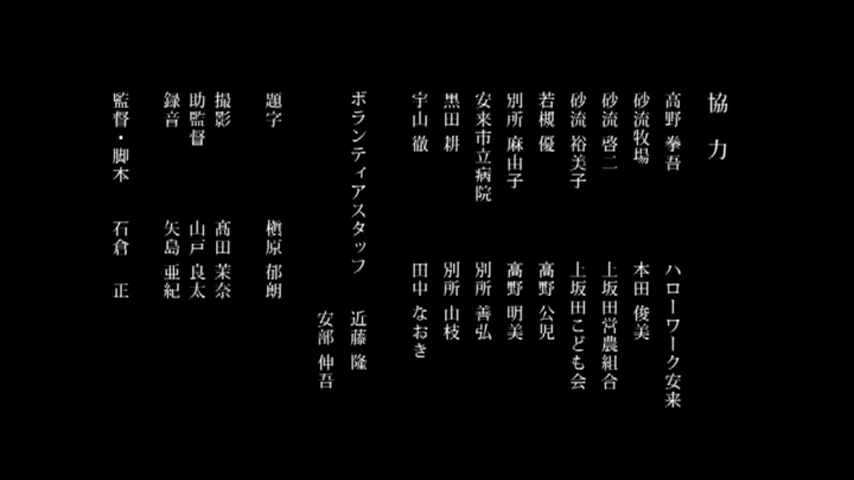 協力
高野 拳吾
ハローワーク安来
砂流牧場
本田 俊美
砂流 啓二
上坂田営農組合
砂流 裕美子
上坂田こども会
若槻 優
高野 公児
別所 麻由子
高野 明美
安来市立病院
別所 善弘
黒田 耕
別所 山枝
宇山 徹
田中 なおき
ボランティアスタッフ
近藤 隆
安部 伸吾
題字
槇原 郁朗
撮影
髙田 茉奈
助監督
山戸 良太
録音
矢島 亜紀
監督・脚本
石倉 正